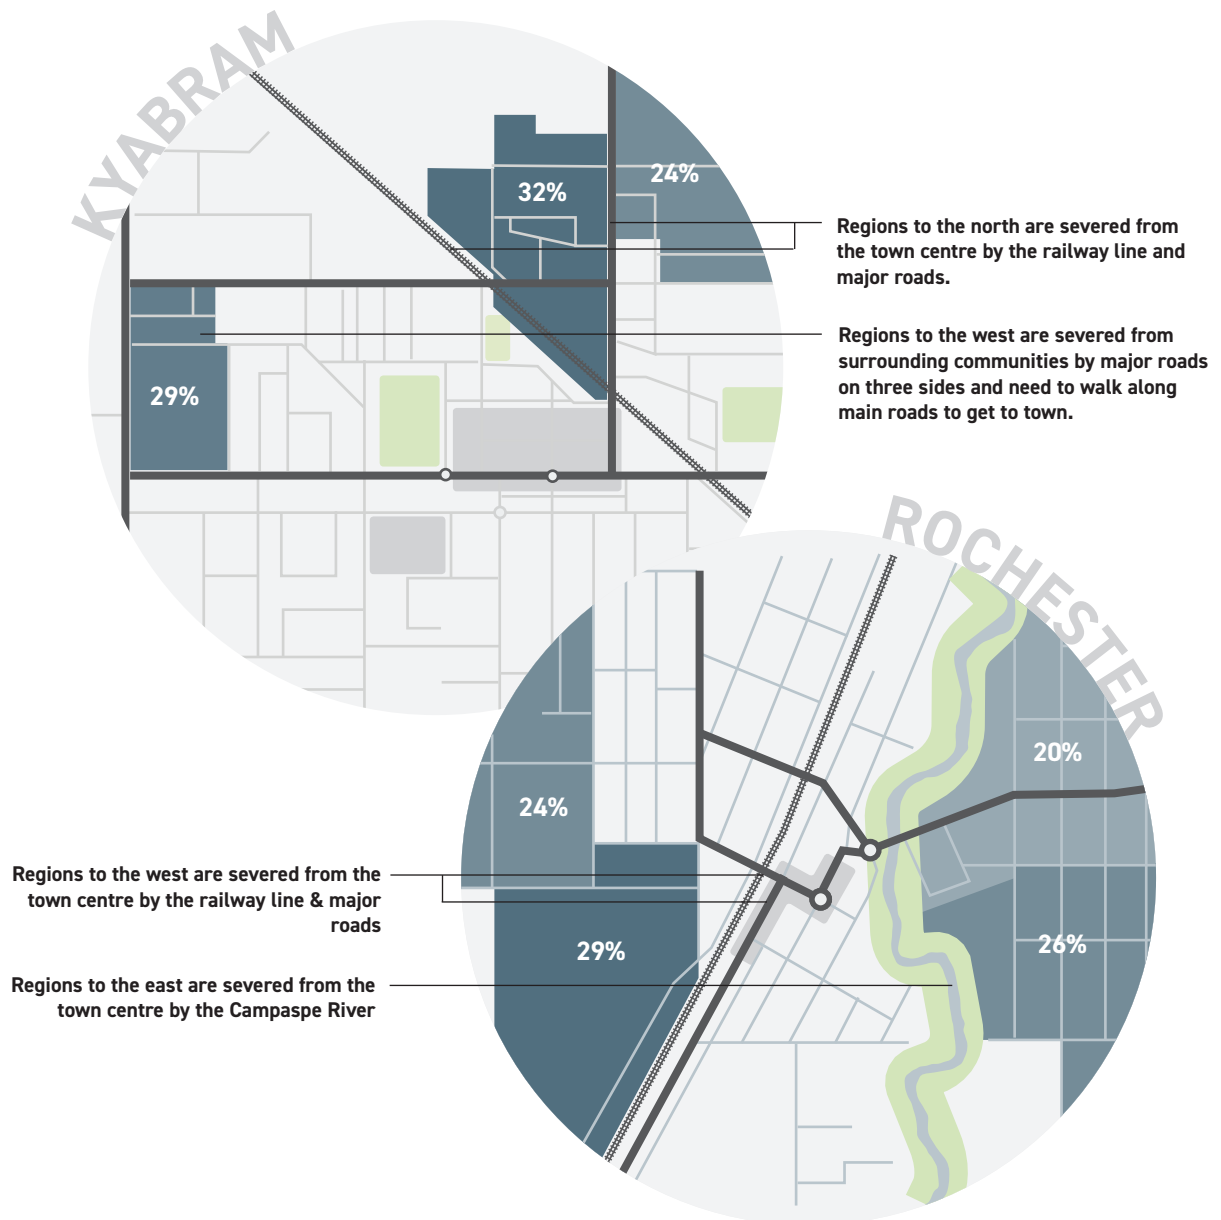 KYABRAM
32%
24%
Regions to the north are severed from
the town centre by the railway line and
major roads.
Regions to the west are severed from
surrounding communities by major roads
on three sides and need to walk along
main roads to get to town.
29%
ROCHESTER
20%
24%
Regions to the west are severed from the
town centre by the railway line & major
roads
29%
26%
Regions to the east are severed from the
town centre by the Campaspe River